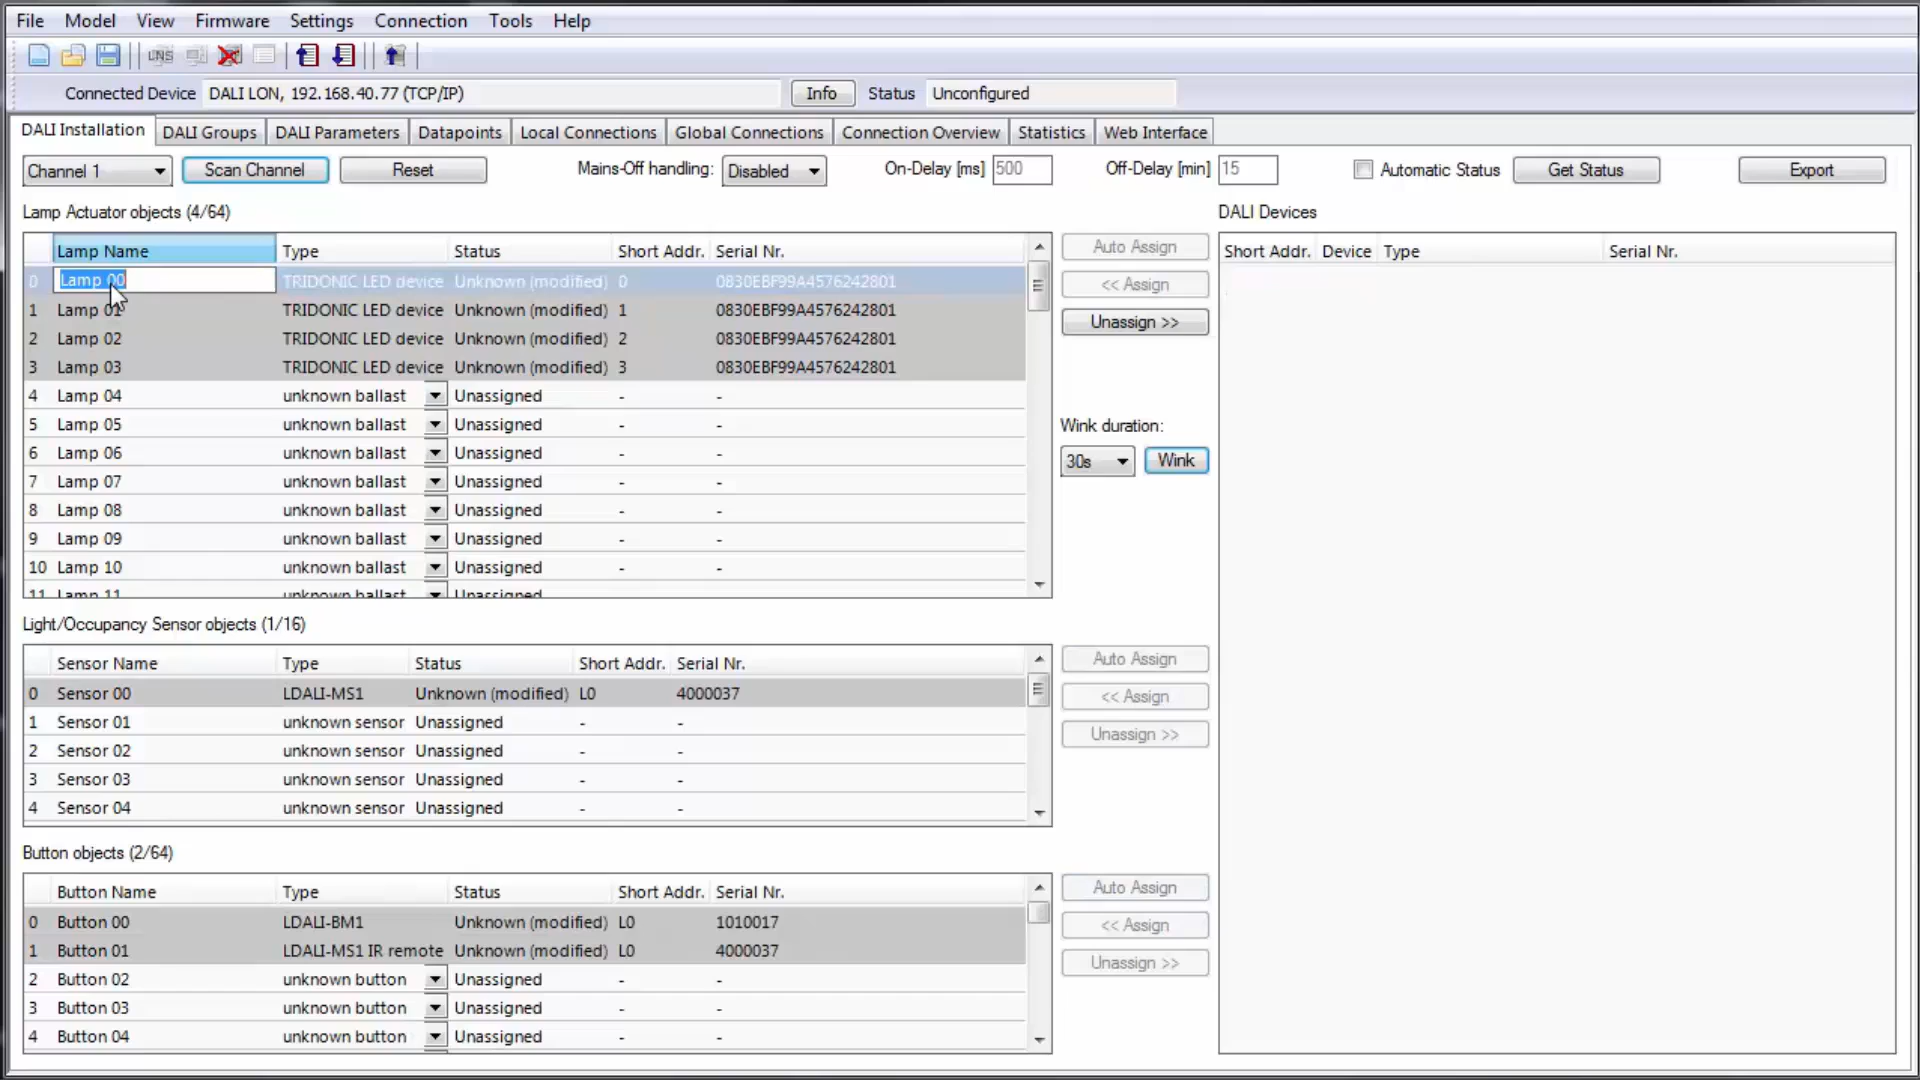 File Model View Firmware Settings Connection Tools Help
LNS
Connected Device DALI LON, 192.168.40.77 (TCP/IP) Info Status Unconfigured
DALI Installation DALI Groups DALI Parameters Datapoints Local Connections Global Connections Connection Overview Statistics Web Interface
Channel 1 Scan Channel Reset Mains-Off handling: Disabled On-Delay [ms] 500 Off-Delay [min] 15 Automatic Status Get Status Export
Lamp Actuator objects (4/64)
Lamp Name Type Status Short Addr. Serial Nr.
0 Lamp 00 TRIDONIC LED device Unknown (modified) 0 0830EBF99A4576242801
1 Lamp 01 TRIDONIC LED device Unknown (modified) 1 0830EBF99A4576242801
2 Lamp 02 TRIDONIC LED device Unknown (modified) 2 0830EBF99A4576242801
3 Lamp 03 TRIDONIC LED device Unknown (modified) 3 0830EBF99A4576242801
4 Lamp 04 unknown ballast Unassigned - -
5 Lamp 05 unknown ballast Unassigned - -
6 Lamp 06 unknown ballast Unassigned - -
7 Lamp 07 unknown ballast Unassigned - -
8 Lamp 08 unknown ballast Unassigned - -
9 Lamp 09 unknown ballast Unassigned - -
10 Lamp 10 unknown ballast Unassigned - -
11 Lamp 11 unknown ballast Unassigned
Auto Assign
<< Assign
Unassign >>
Wink duration:
30s Wink
DALI Devices
Short Addr. Device Type Serial Nr.
Light/Occupancy Sensor objects (1/16)
Sensor Name Type Status Short Addr. Serial Nr.
0 Sensor 00 LDALI-MS1 Unknown (modified) L0 4000037
1 Sensor 01 unknown sensor Unassigned - -
2 Sensor 02 unknown sensor Unassigned - -
3 Sensor 03 unknown sensor Unassigned - -
4 Sensor 04 unknown sensor Unassigned - -
Auto Assign
<< Assign
Unassign >>
Button objects (2/64)
Button Name Type Status Short Addr. Serial Nr.
0 Button 00 LDALI-BM1 Unknown (modified) L0 1010017
1 Button 01 LDALI-MS1 IR remote Unknown (modified) L0 4000037
2 Button 02 unknown button Unassigned - -
3 Button 03 unknown button Unassigned - -
4 Button 04 unknown button Unassigned - -
Auto Assign
<< Assign
Unassign >>